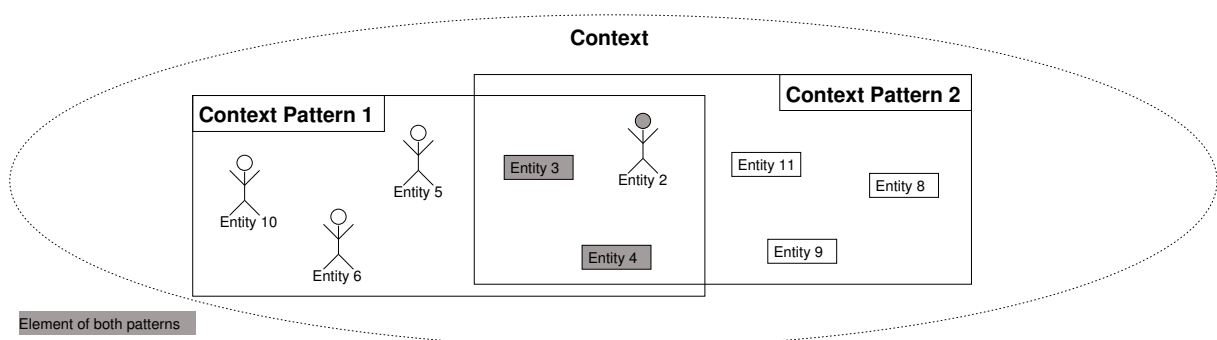 Context
Context Pattern 1
Context Pattern 2
Entity 3
Entity 2
Entity 11
Entity 8
Entity 5
Entity 10
Entity 6
Entity 4
Entity 9
Element of both patterns